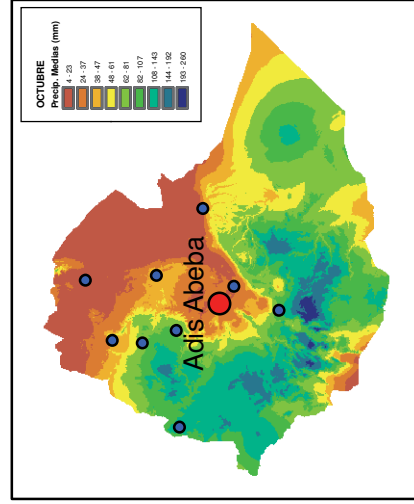 OCTUBRE
Precip. Medias (mm)
4 - 23
24 - 37
38 - 47
48 - 61
62 - 81
82 - 107
108 - 143
144 - 192
193 - 260
Adis Abeba